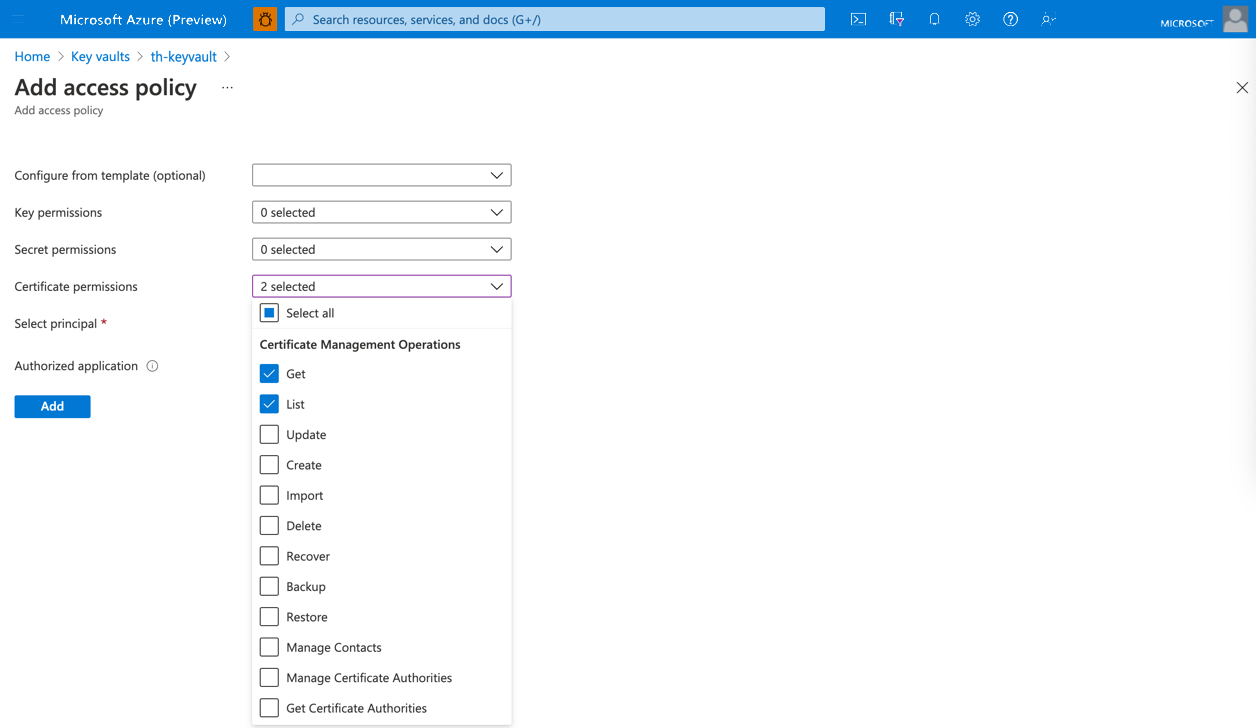 Microsoft Azure (Preview)
Search resources, services, and docs (G+/)
MICROSOFT
Home > Key vaults > th-keyvault >
Add access policy ...
Add access policy
Configure from template (optional)
Key permissions 0 selected
Secret permissions 0 selected
Certificate permissions 2 selected
Select all
Select principal *
Certificate Management Operations
Authorized application
Get
Add
List
Update
Create
Import
Delete
Recover
Backup
Restore
Manage Contacts
Manage Certificate Authorities
Get Certificate Authorities